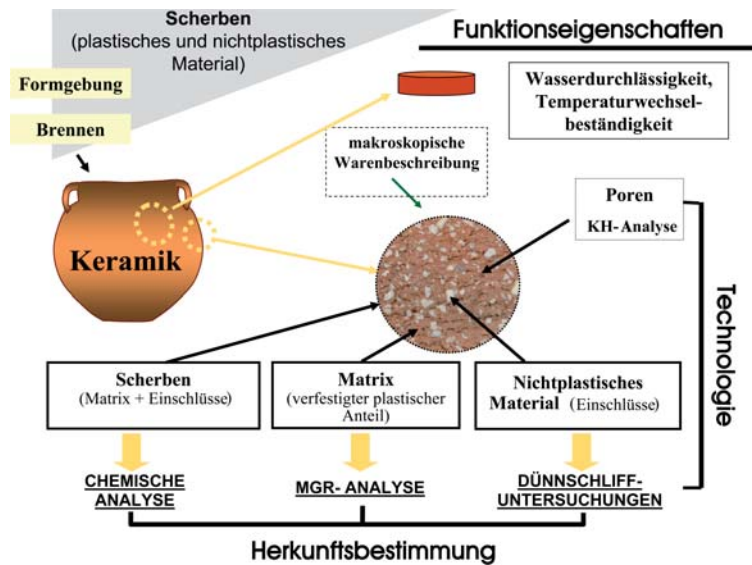 Scherben
(plastisches und nichtplastisches
Material)
Funktionseigenschaften
Formgebung
Brennen
Wasserdurchlässigkeit,
Temperaturwechsel-
beständigkeit
makroskopische
Warenbeschreibung
Poren
KH-Analyse
Keramik
Technologie
Scherben
(Matrix + Einschlüsse)
Matrix
(verfestigter plastischer
Anteil)
Nichtplastisches
Material (Einschlüsse)
CHEMISCHE
ANALYSE
MGR- ANALYSE
DÜNNSCHLIFF-
UNTERSUCHUNGEN
Herkunftsbestimmung